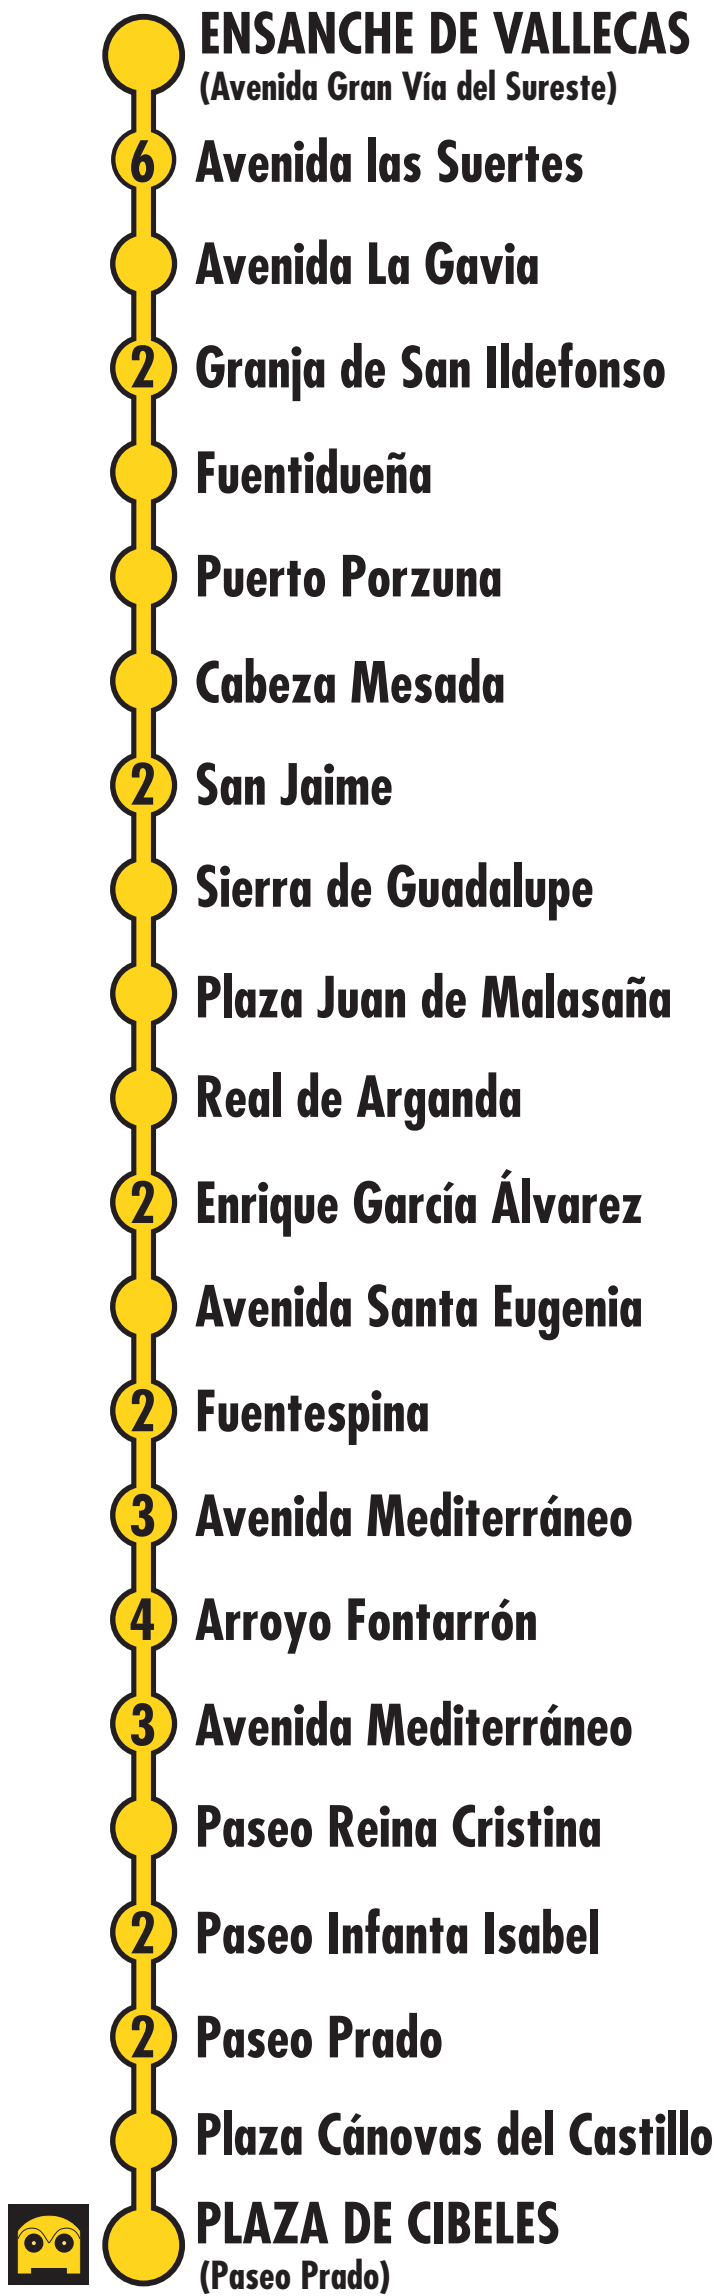 ENSANCHE DE VALLECAS
(Avenida Gran Vía del Sureste)
6 Avenida las Suertes
Avenida La Gavia
2 Granja de San Ildefonso
Fuentidueña
Puerto Porzuna
Cabeza Mesada
2 San Jaime
Sierra de Guadalupe
Plaza Juan de Malasaña
Real de Arganda
2 Enrique García Álvarez
Avenida Santa Eugenia
2 Fuentespina
3 Avenida Mediterráneo
4 Arroyo Fontarrón
3 Avenida Mediterráneo
Paseo Reina Cristina
2 Paseo Infanta Isabel
2 Paseo Prado
Plaza Cánovas del Castillo
PLAZA DE CIBELES
(Paseo Prado)